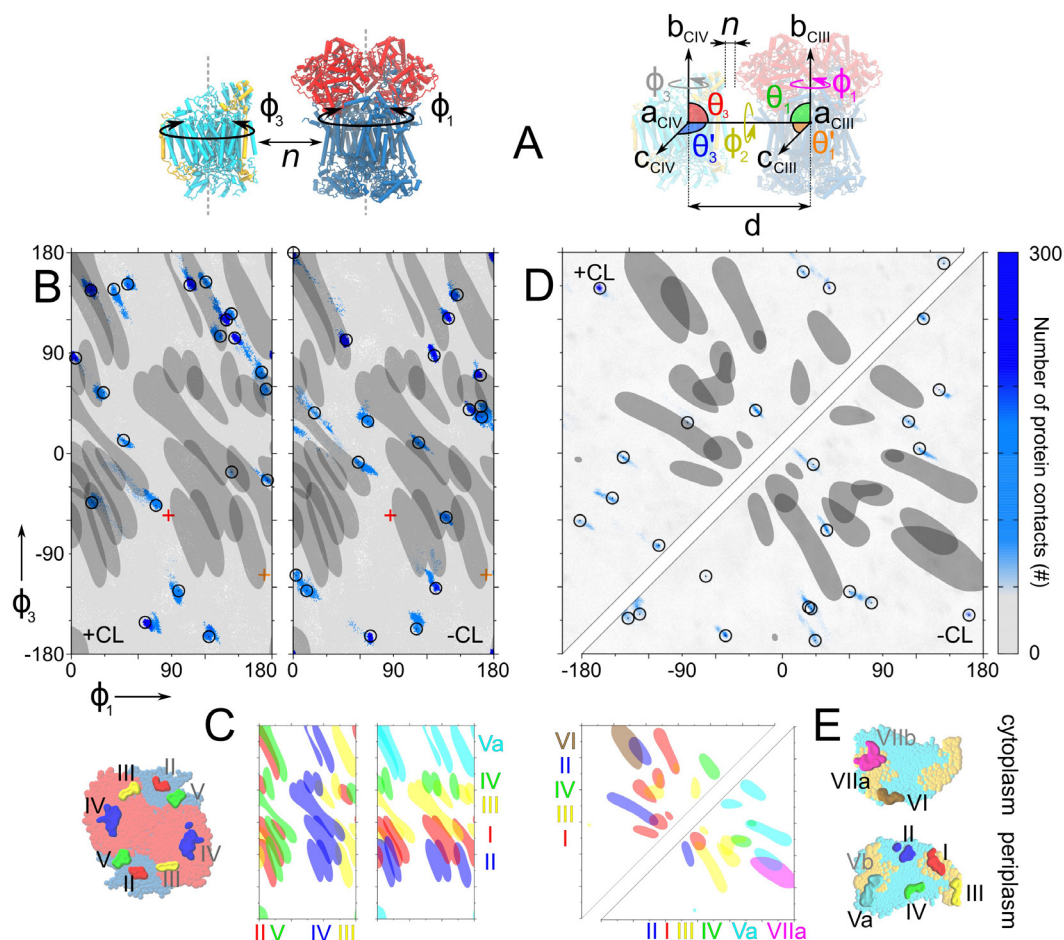 ϕ3
ϕ1
n
A
bCIV
n
bCIII
ϕ3
ϕ1
θ3
θ1
aCIV
aCIII
θ'3
ϕ2
θ'1
cCIV
cCIII
d
180
90
0
-90
-180
ϕ3
B
+CL
-CL
0
90
180
0
90
180
ϕ1
D
+CL
-CL
-180
-90
0
90
180
300
0
Number of protein contacts (#)
C
III
II
IV
V
V
IV
II
III
Va
IV
III
I
II
II
V
IV
III
VI
II
IV
III
I
II
I
III
IV
Va
VIIa
E
VIIb
VIIa
VI
cytoplasm
II
Vb
I
Va
IV
III
periplasm